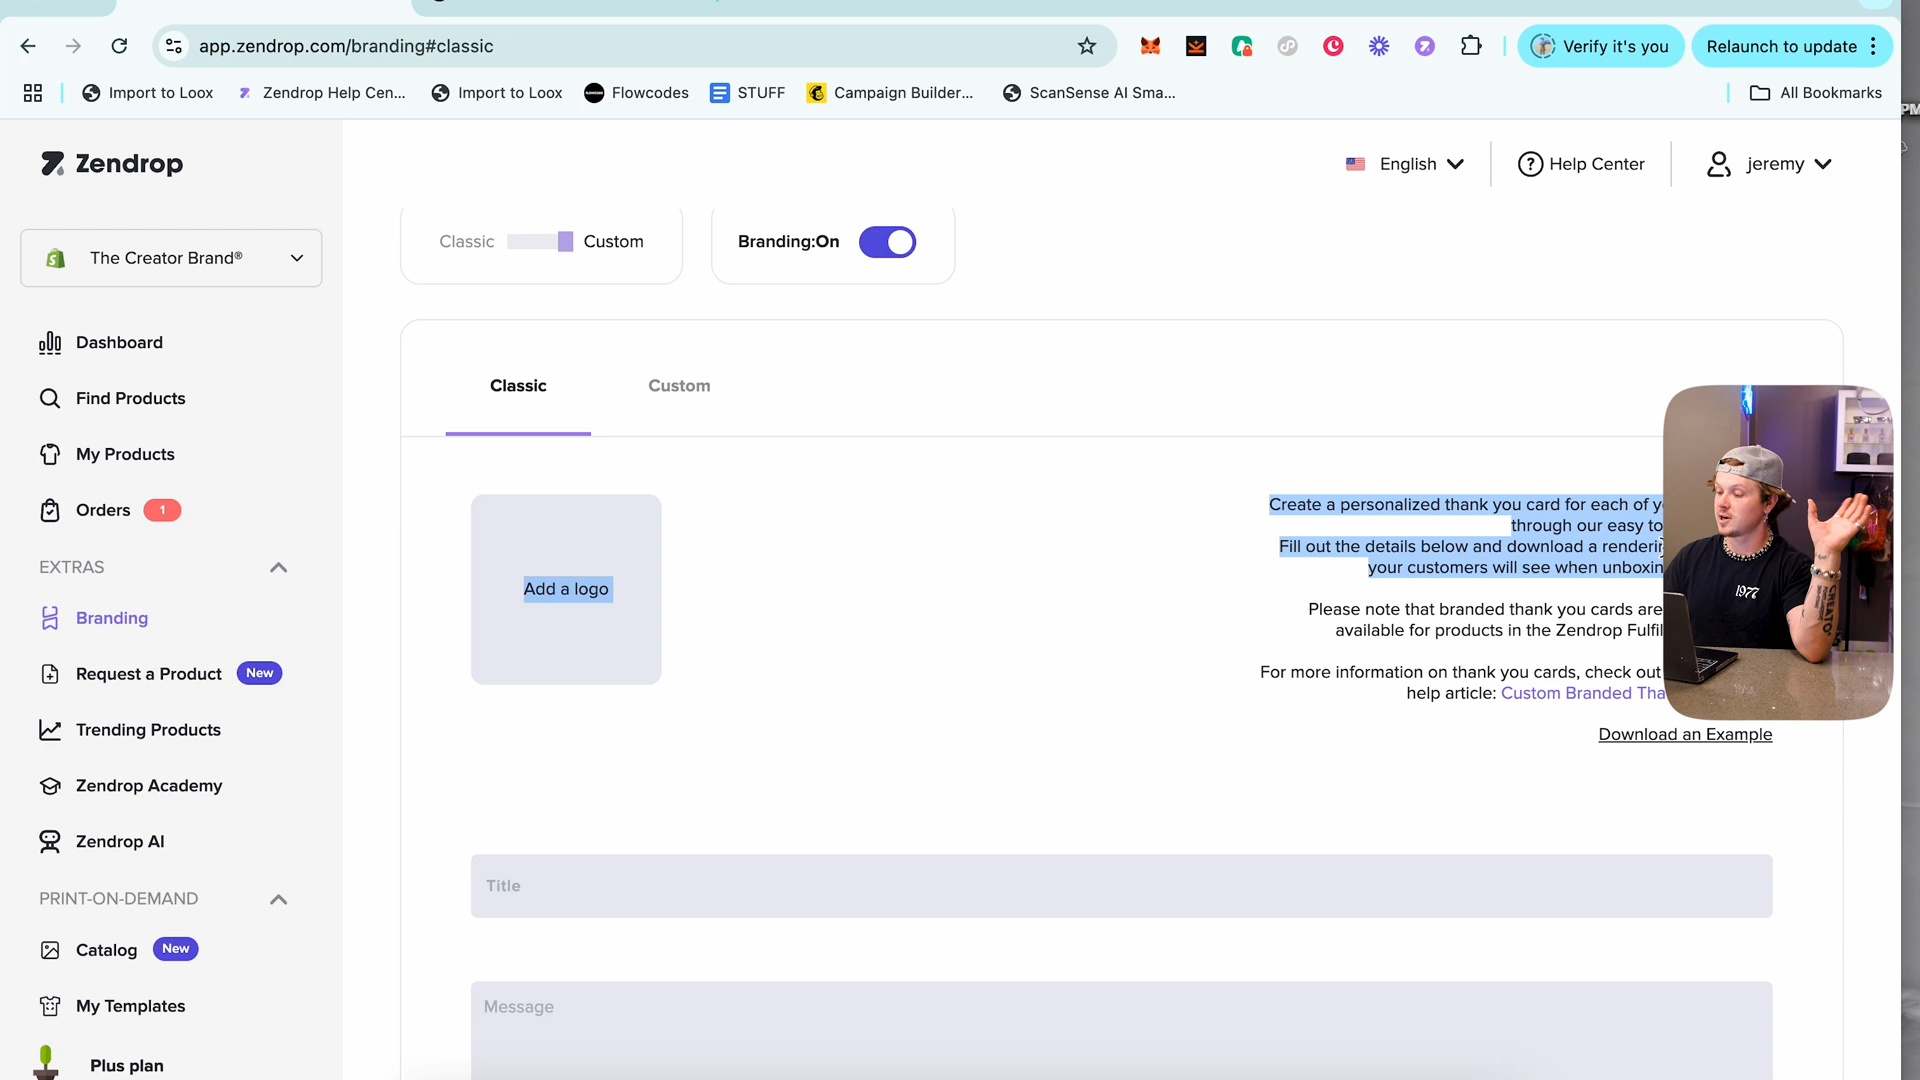 app.zendrop.com/branding#classic
Verify it's you
Relaunch to update
Import to Loox
Zendrop Help Cen...
Import to Loox
Flowcodes
STUFF
Campaign Builder...
ScanSense AI Sma...
All Bookmarks
PM
Zendrop
English
Help Center
jeremy
The Creator Brand®
Classic
Custom
Branding:On
Dashboard
Find Products
My Products
Orders 1
EXTRAS
Branding
Request a Product New
Trending Products
Zendrop Academy
Zendrop AI
PRINT-ON-DEMAND
Catalog New
My Templates
Plus plan
Classic
Custom
Add a logo
Create a personalized thank you card for each of
through our easy to
Fill out the details below and download a
your customers will see when
Please note that branded thank you cards are
available for products in the Zendrop
For more information on thank you cards, check out
help article: Custom Branded
Download an Example
Title
Message
1977